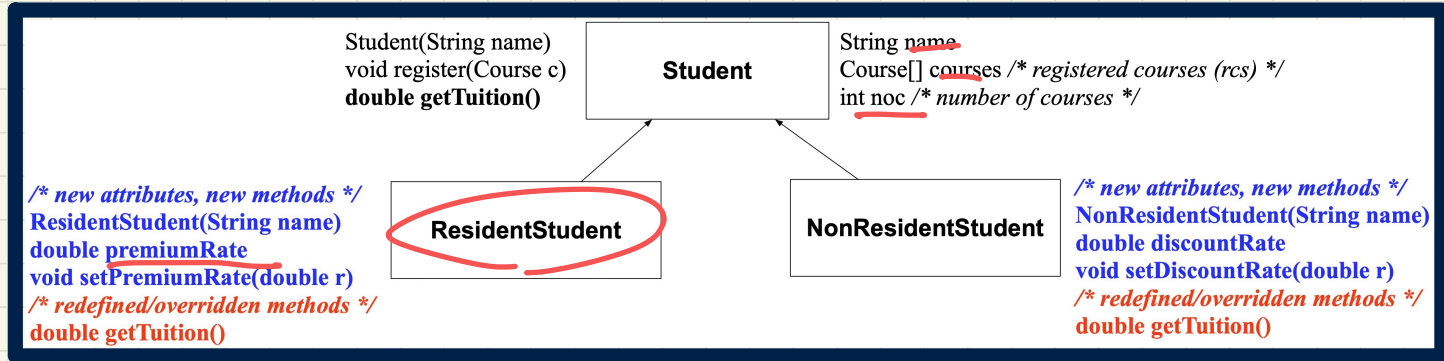 Student(String name)
void register(Course c)
double getTuition()
Student
String name
Course[] courses /* registered courses (rcs) */
int noc /* number of courses */
/* new attributes, new methods */
ResidentStudent(String name)
double premiumRate
void setPremiumRate(double r)
/* redefined/overridden methods */
double getTuition()
ResidentStudent
NonResidentStudent
/* new attributes, new methods */
NonResidentStudent(String name)
double discountRate
void setDiscountRate(double r)
/* redefined/overridden methods */
double getTuition()